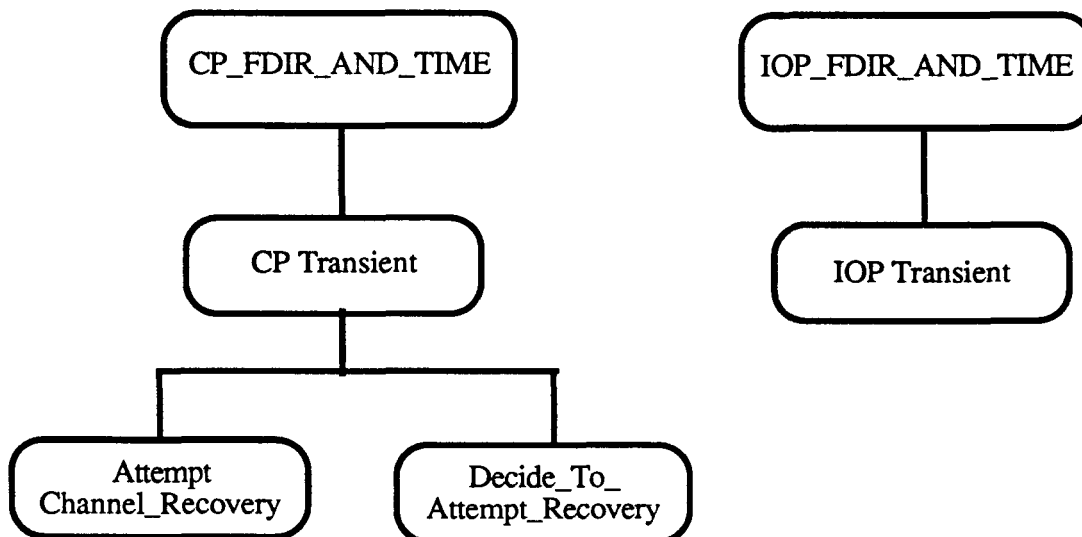 CP_FDIR_AND_TIME
IOP_FDIR_AND_TIME
CP Transient
IOP Transient
Attempt
Channel_Recovery
Decide_To_
Attempt_Recovery